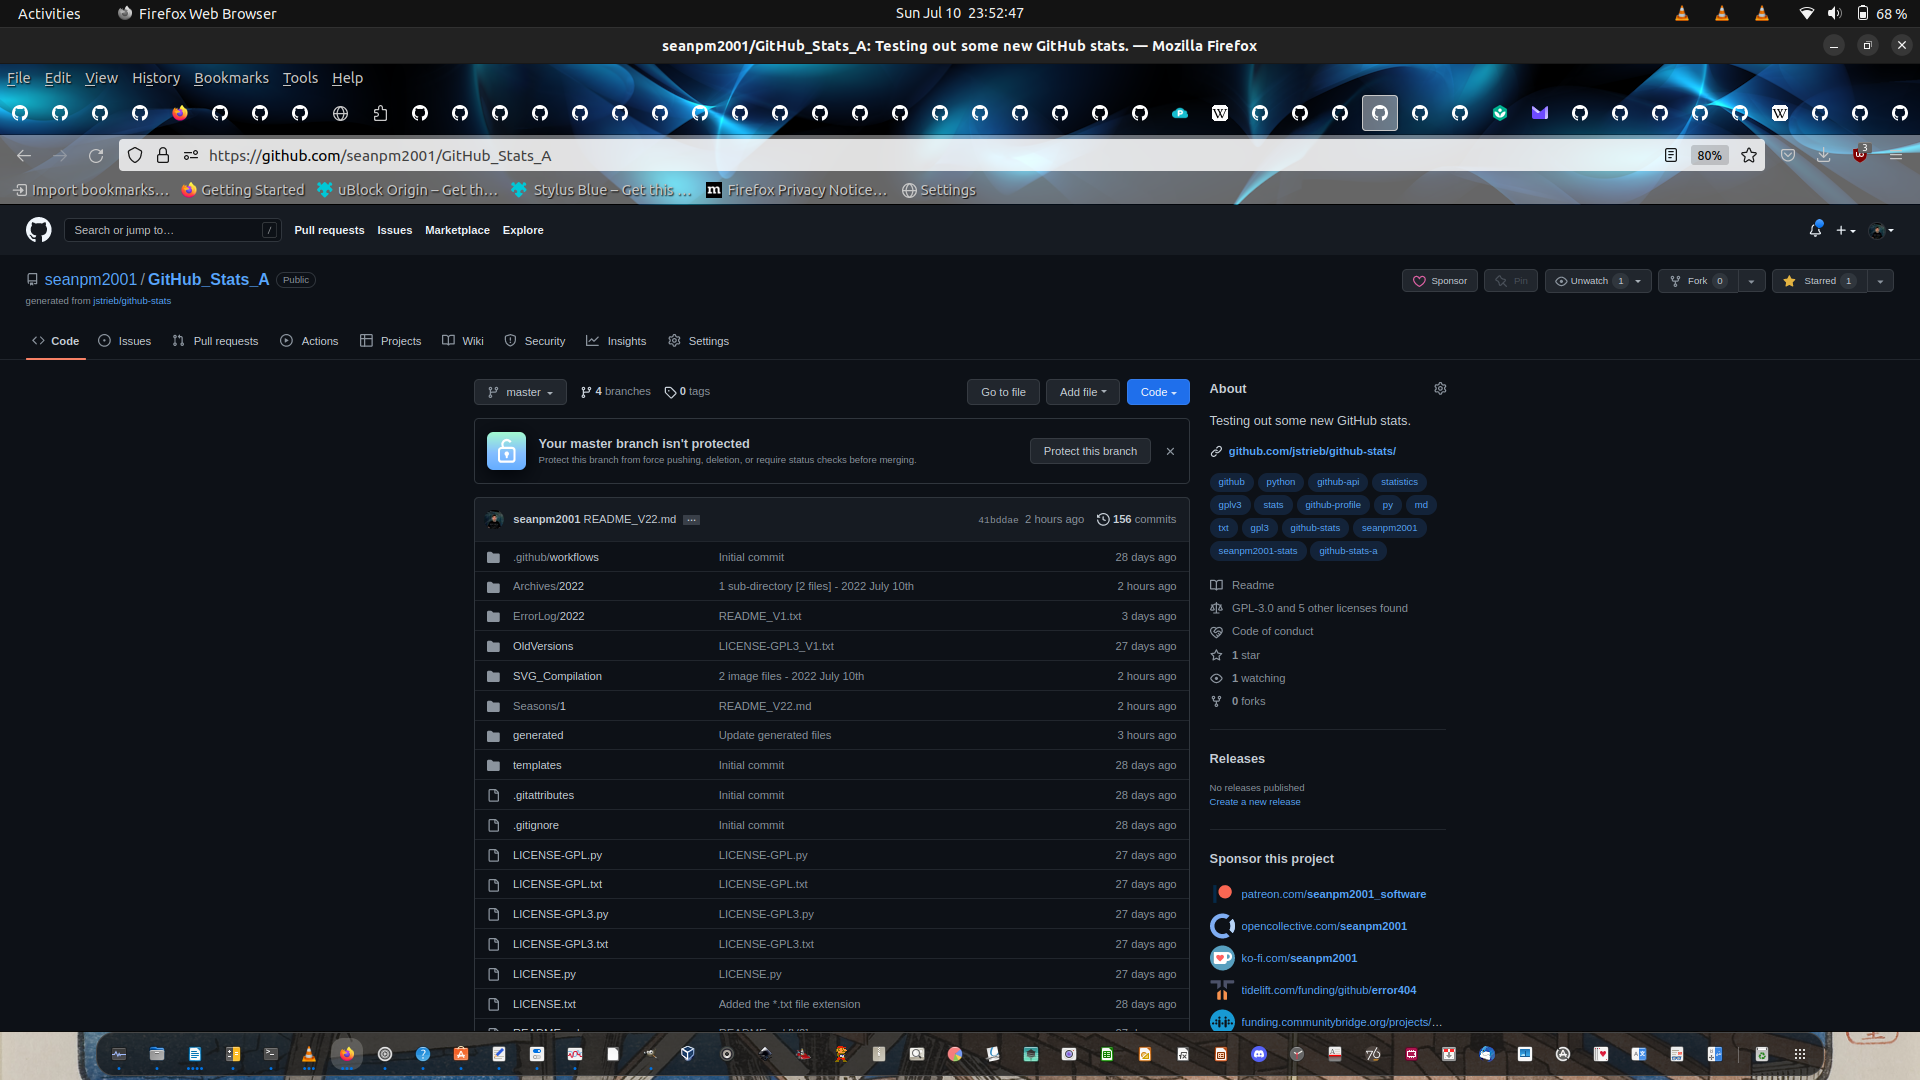 Activities Firefox Web Browser Sun Jul 10 23:52:47 68 %
seanpm2001/GitHub_Stats_A: Testing out some new GitHub stats. — Mozilla Firefox
File Edit View History Bookmarks Tools Help
https://github.com/seanpm2001/GitHub_Stats_A 80% 3
Import bookmarks… Getting Started uBlock Origin – Get th… Stylus Blue – Get this … Firefox Privacy Notice… Settings
Search or jump to… / Pull requests Issues Marketplace Explore
seanpm2001 / GitHub_Stats_A Public Sponsor Pin Unwatch 1 Fork 0 Starred 1
generated from jstrieb/github-stats
Code Issues Pull requests Actions Projects Wiki Security Insights Settings
master 4 branches 0 tags Go to file Add file Code
Your master branch isn't protected
Protect this branch from force pushing, deletion, or require status checks before merging.
Protect this branch
seanpm2001 README_V22.md ... 41bddae 2 hours ago 156 commits
.github/workflows Initial commit 28 days ago
Archives/2022 1 sub-directory [2 files] - 2022 July 10th 2 hours ago
ErrorLog/2022 README_V1.txt 3 days ago
OldVersions LICENSE-GPL3_V1.txt 27 days ago
SVG_Compilation 2 image files - 2022 July 10th 2 hours ago
Seasons/1 README_V22.md 2 hours ago
generated Update generated files 3 hours ago
templates Initial commit 28 days ago
.gitattributes Initial commit 28 days ago
.gitignore Initial commit 28 days ago
LICENSE-GPL.py LICENSE-GPL.py 27 days ago
LICENSE-GPL.txt LICENSE-GPL.txt 27 days ago
LICENSE-GPL3.py LICENSE-GPL3.py 27 days ago
LICENSE-GPL3.txt LICENSE-GPL3.txt 27 days ago
LICENSE.py LICENSE.py 27 days ago
LICENSE.txt Added the *.txt file extension 28 days ago
About
Testing out some new GitHub stats.
github.com/jstrieb/github-stats/
github python github-api statistics
gplv3 stats github-profile py md
txt gpl3 github-stats seanpm2001
seanpm2001-stats github-stats-a
Readme
GPL-3.0 and 5 other licenses found
Code of conduct
1 star
1 watching
0 forks
Releases
No releases published
Create a new release
Sponsor this project
patreon.com/seanpm2001_software
opencollective.com/seanpm2001
ko-fi.com/seanpm2001
tidelift.com/funding/github/error404
funding.communitybridge.org/projects/…